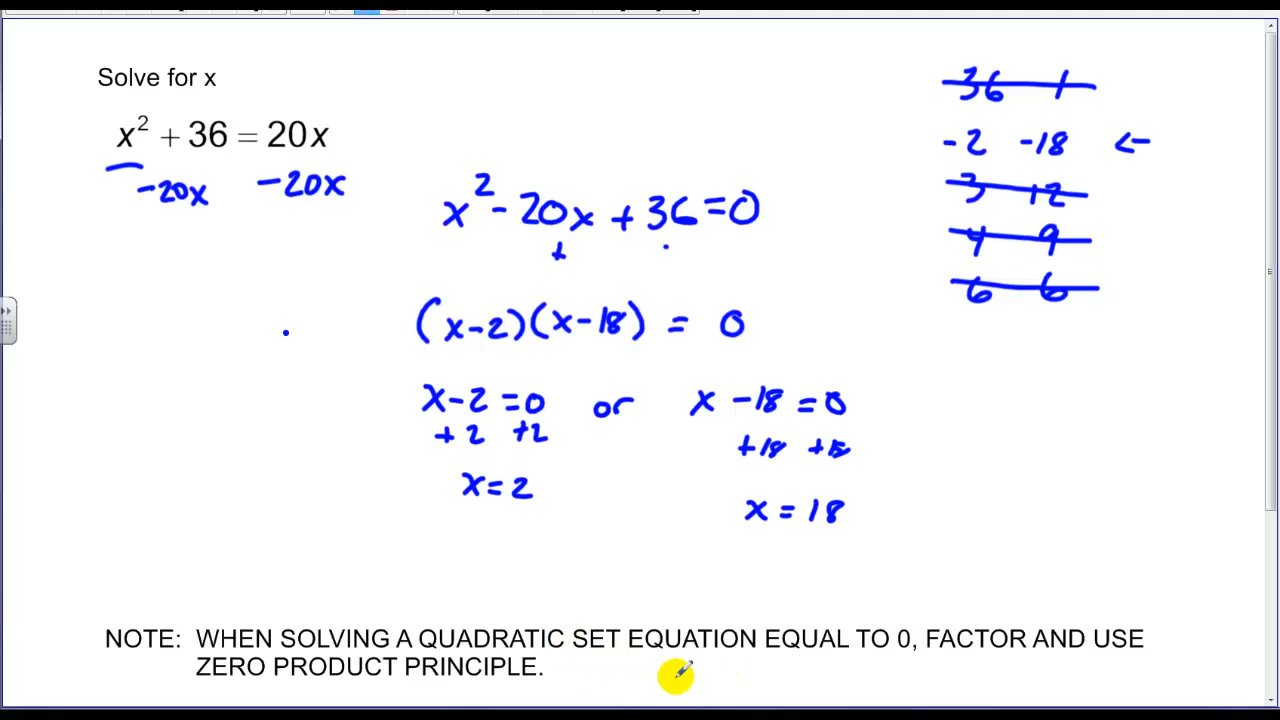 Solve for x
x² + 36 = 20x
-20x -20x
x² - 20x + 36 = 0
+
(x-2)(x-18) = 0
x-2=0 or x-18=0
+2 +2 +18 +18
x=2
x=18
36 1
-2 -18 ←
3 12
4 9
6 6
NOTE: WHEN SOLVING A QUADRATIC SET EQUATION EQUAL TO 0, FACTOR AND USE
ZERO PRODUCT PRINCIPLE.